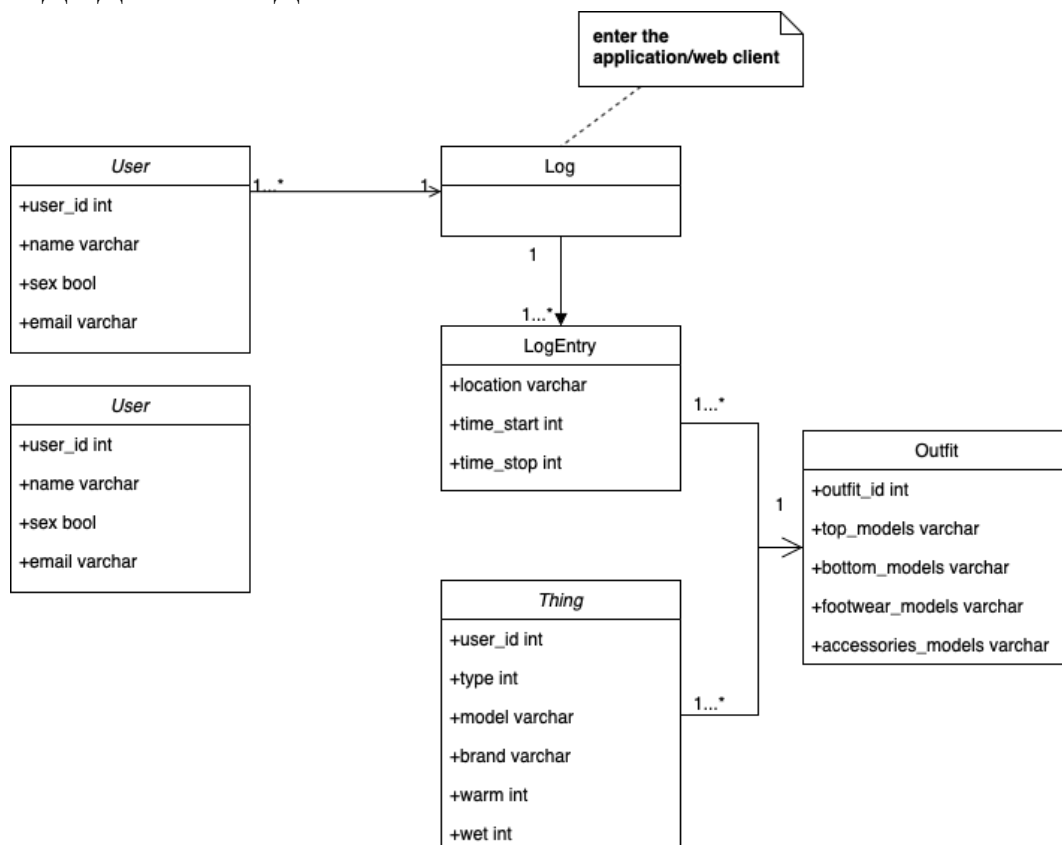 enter the
application/web client
User
+user_id int
+name varchar
+sex bool
+email varchar
1...*
1
Log
1
1...*
LogEntry
+location varchar
+time_start int
+time_stop int
1...*
User
+user_id int
+name varchar
+sex bool
+email varchar
1
Outfit
+outfit_id int
+top_models varchar
+bottom_models varchar
+footwear_models varchar
+accessories_models varchar
Thing
+user_id int
+type int
+model varchar
+brand varchar
+warm int
+wet int
1...*